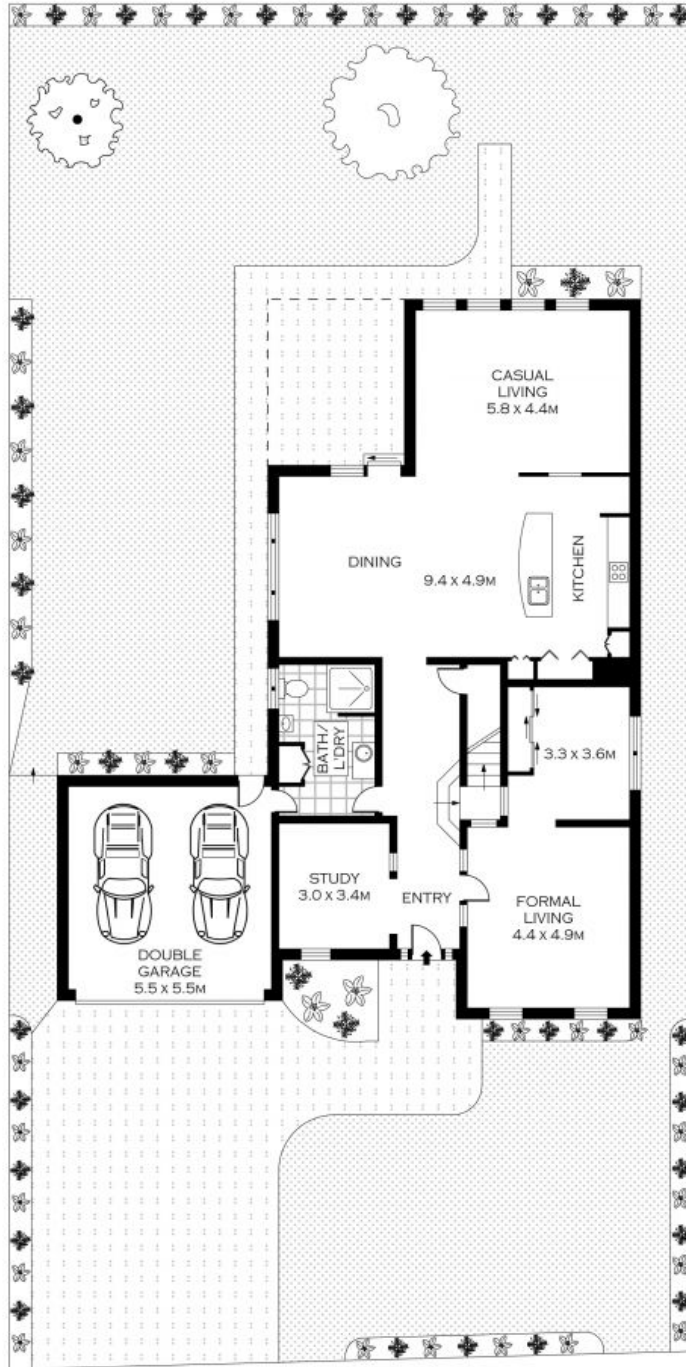 CASUAL
LIVING
5.8 x 4.4M
DINING
9.4 x 4.9M
KITCHEN
BATH/
L'DRY
3.3 x 3.6M
STUDY
3.0 x 3.4M
ENTRY
FORMAL
LIVING
4.4 x 4.9M
DOUBLE
GARAGE
5.5 x 5.5M